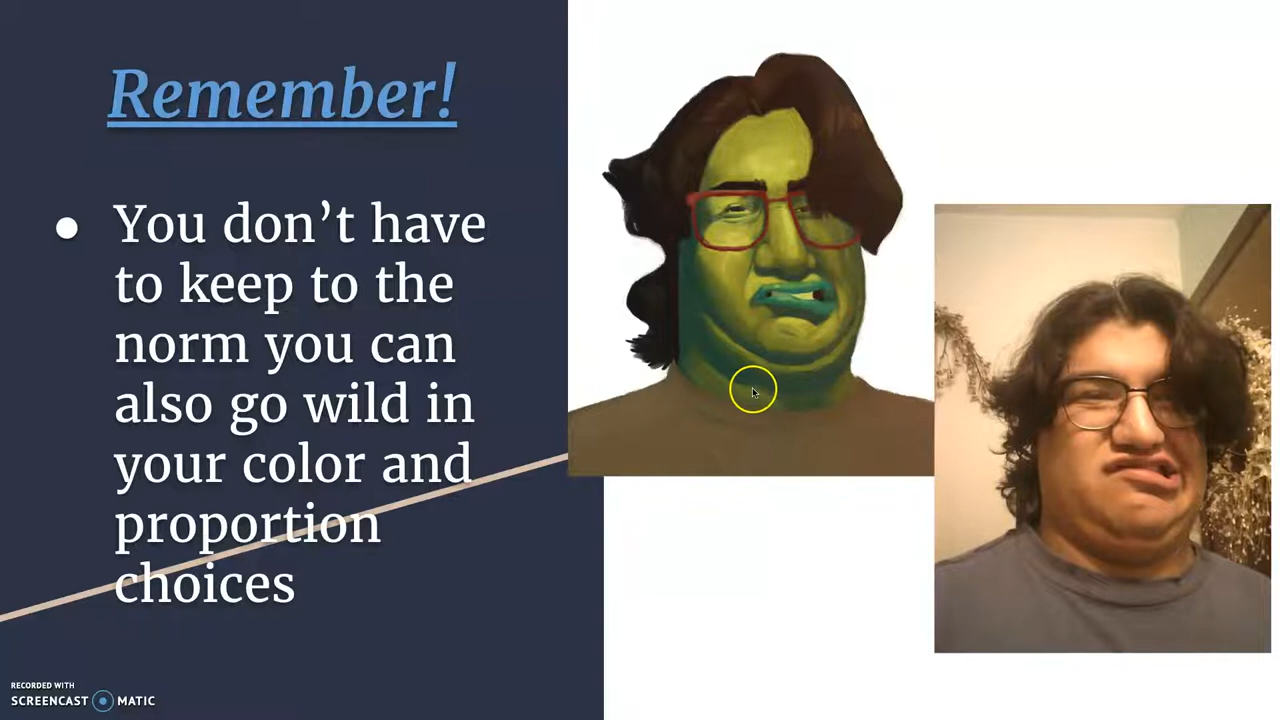 Remember!
● You don’t have
to keep to the
norm you can
also go wild in
your color and
proportion
choices
RECORDED WITH
SCREENCAST MATIC